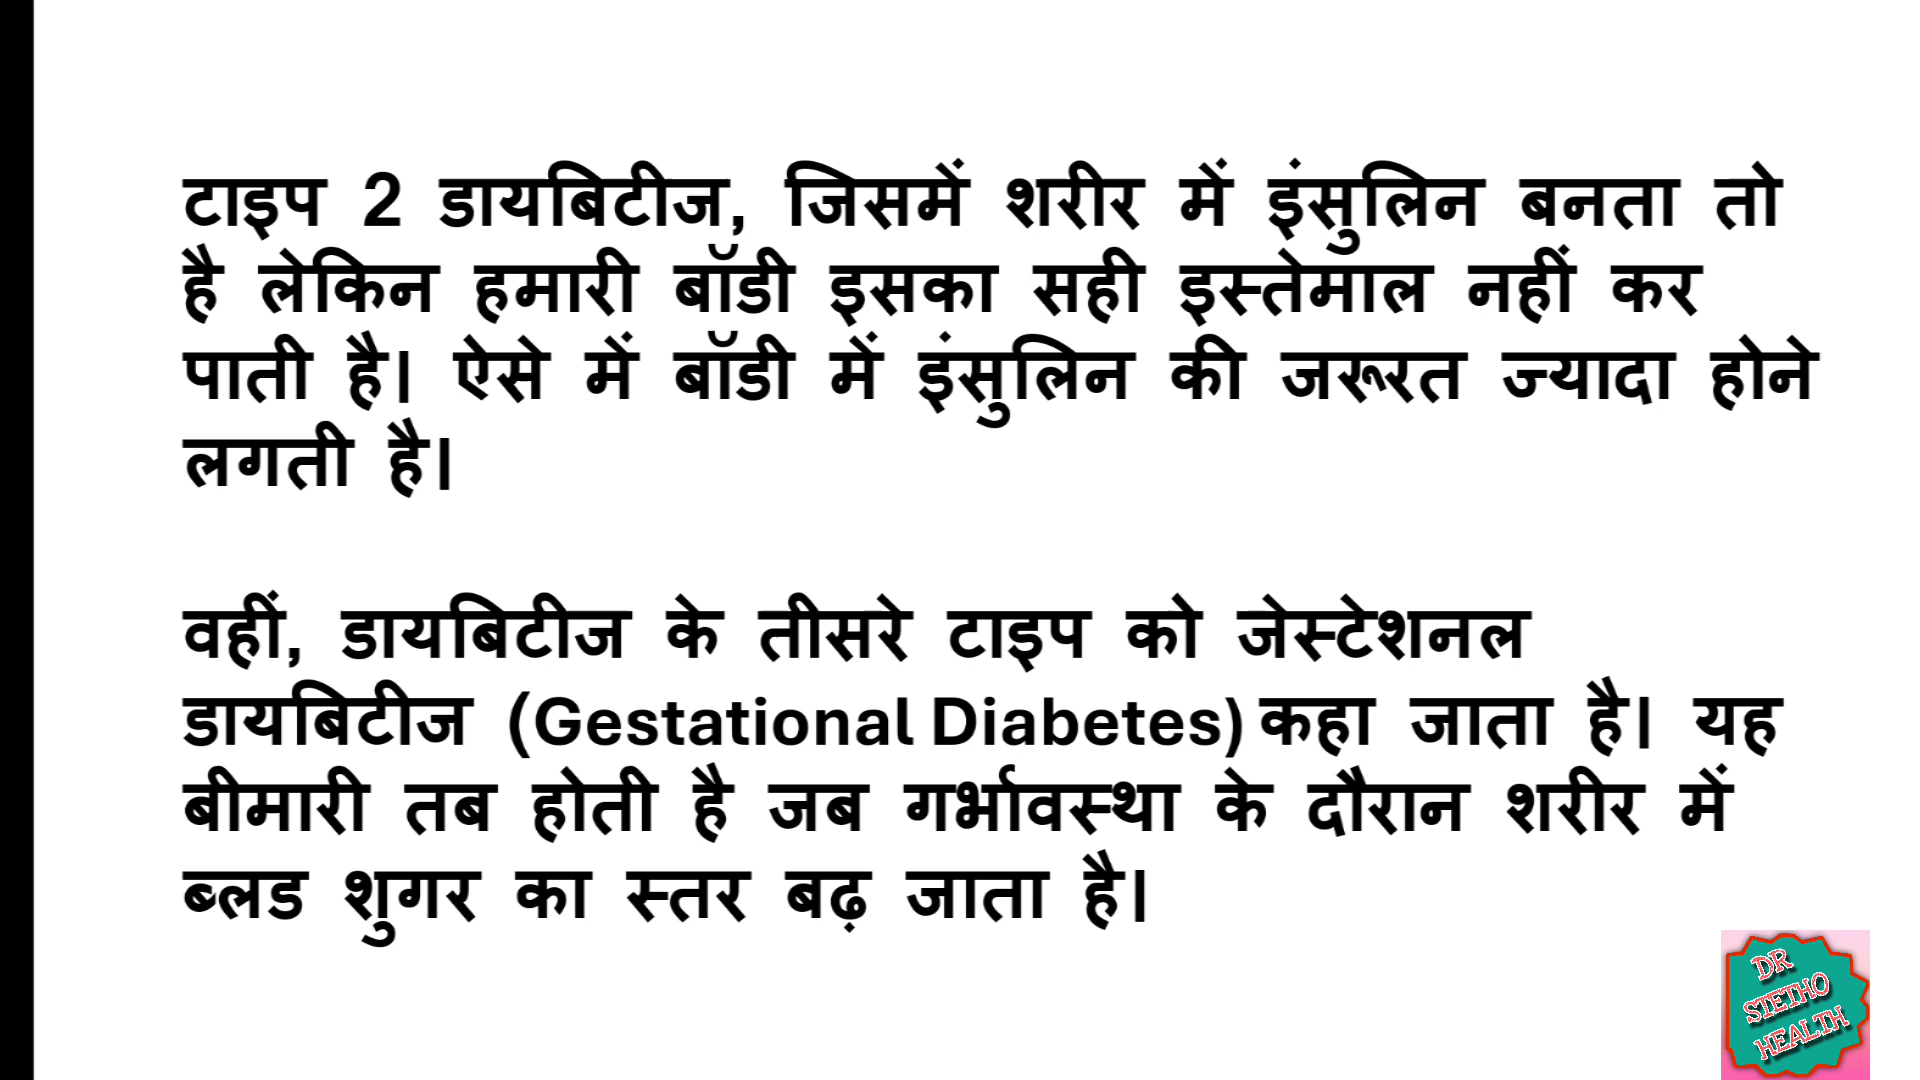 टाइप 2 डायबिटीज, जिसमें शरीर में इंसुलिन बनता तो
है लेकिन हमारी बॉडी इसका सही इस्तेमाल नहीं कर
पाती है। ऐसे में बॉडी में इंसुलिन की जरूरत ज्यादा होने
लगती है।
वहीं, डायबिटीज के तीसरे टाइप को जेस्टेशनल
डायबिटीज (Gestational Diabetes) कहा जाता है। यह
बीमारी तब होती है जब गर्भावस्था के दौरान शरीर में
ब्लड शुगर का स्तर बढ़ जाता है।
DR
STETHO
HEALTH